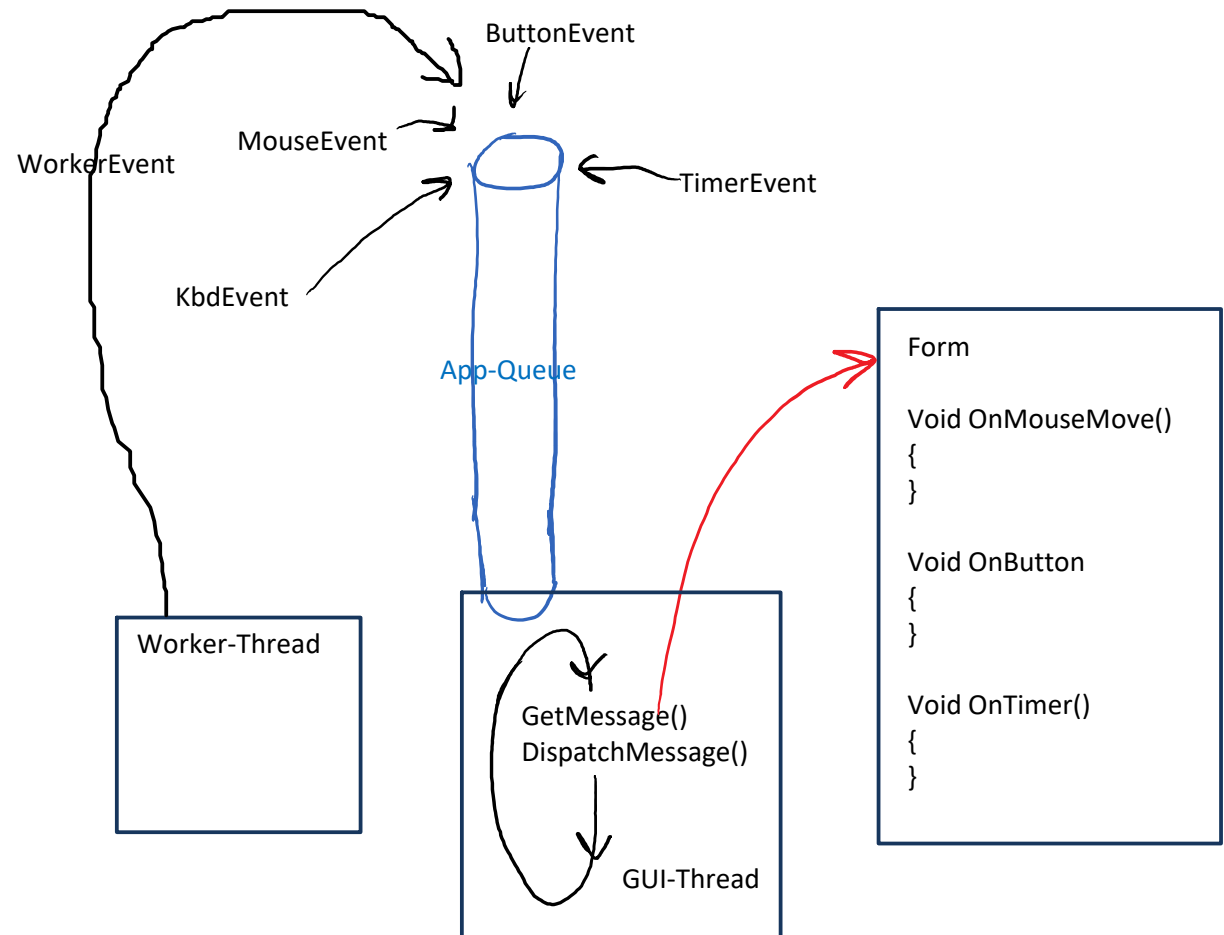 ButtonEvent
MouseEvent
WorkerEvent
TimerEvent
KbdEvent
App-Queue
Form
Void OnMouseMove()
{
}
Void OnButton
{
}
Void OnTimer()
{
}
Worker-Thread
GetMessage()
DispatchMessage()
GUI-Thread